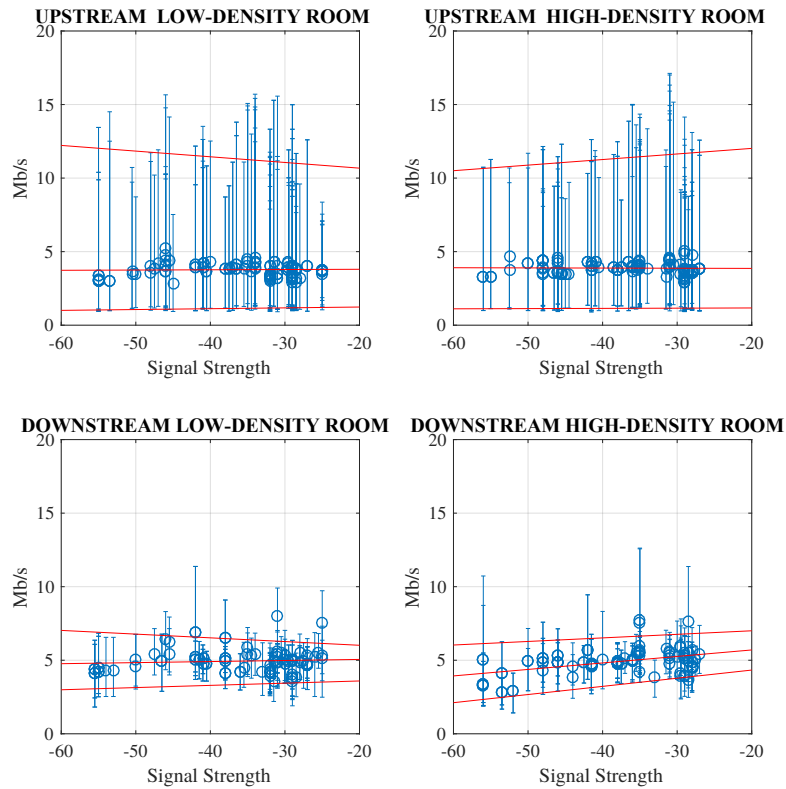 UPSTREAM LOW-DENSITY ROOM
20
15
10
5
0
Mb/s
-60 -50 -40 -30 -20
Signal Strength
UPSTREAM HIGH-DENSITY ROOM
20
15
10
5
0
Mb/s
-60 -50 -40 -30 -20
Signal Strength
DOWNSTREAM LOW-DENSITY ROOM
20
15
10
5
0
Mb/s
-60 -50 -40 -30 -20
Signal Strength
DOWNSTREAM HIGH-DENSITY ROOM
20
15
10
5
0
Mb/s
-60 -50 -40 -30 -20
Signal Strength